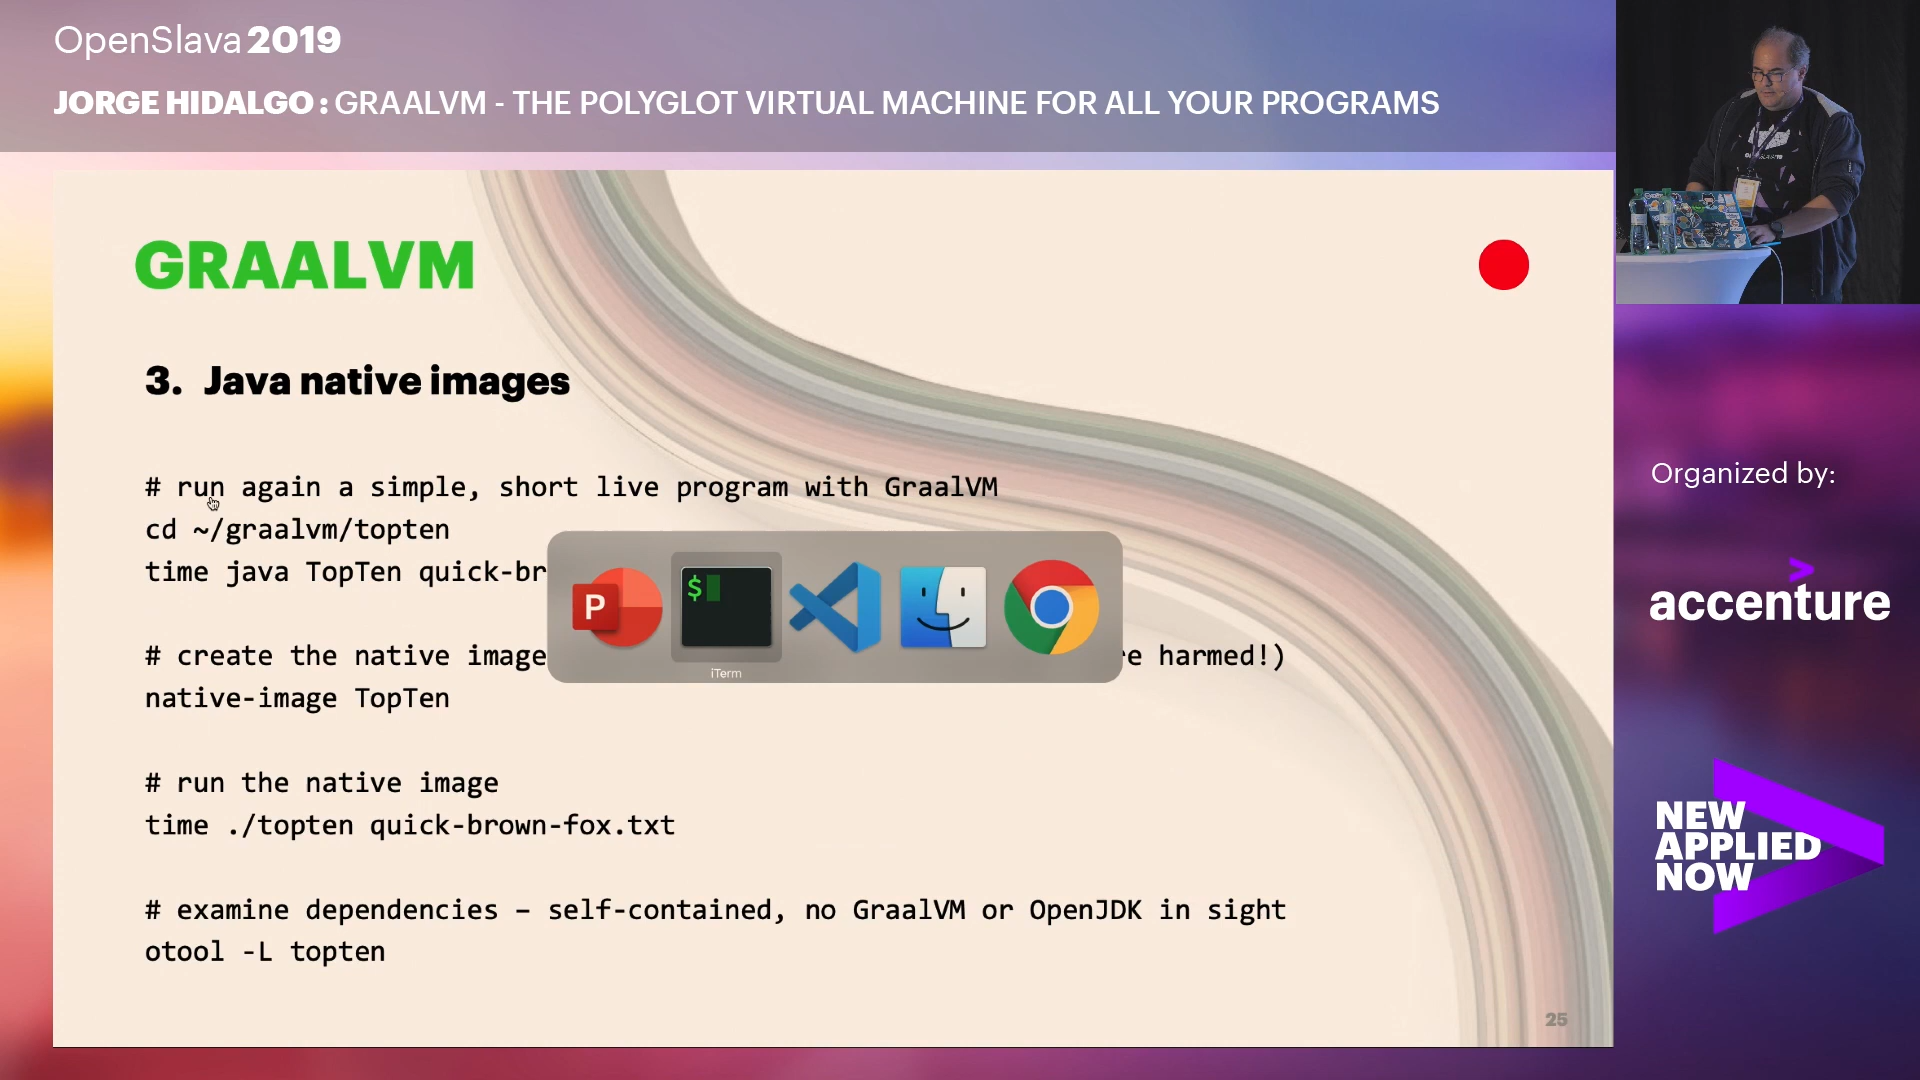 OpenSlava 2019
JORGE HIDALGO : GRAALVM - THE POLYGLOT VIRTUAL MACHINE FOR ALL YOUR PROGRAMS
GRAALVM
3. Java native images
# run again a simple, short live program with GraalVM
cd ~/graalvm/topten
time java TopTen quick-br
# create the native image
harmed!)
native-image TopTen
# run the native image
time ./topten quick-brown-fox.txt
# examine dependencies – self-contained, no GraalVM or OpenJDK in sight
otool -L topten
25
P
$
iTerm
Organized by:
accenture
NEW
APPLIED
NOW